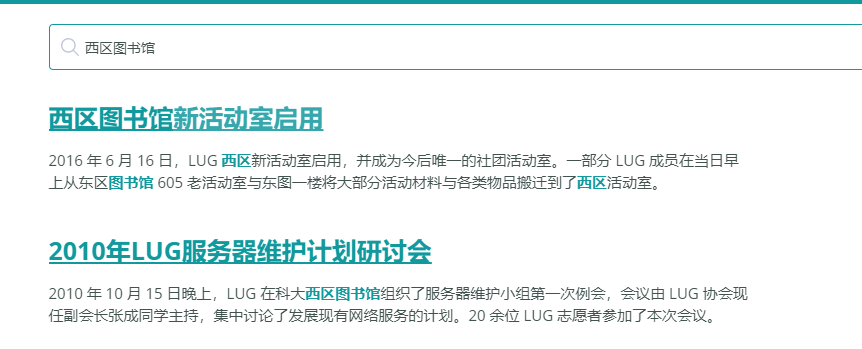 西区图书馆
西区图书馆新活动室启用
2016 年 6 月 16 日，LUG 西区新活动室启用，并成为今后唯一的社团活动室。一部分 LUG 成员在当日早
上从东区图书馆 605 老活动室与东图一楼将大部分活动材料与各类物品搬迁到了西区活动室。
2010年LUG服务器维护计划研讨会
2010 年 10 月 15 日晚上，LUG 在科大西区图书馆组织了服务器维护小组第一次例会，会议由 LUG 协会现
任副会长张成同学主持，集中讨论了发展现有网络服务的计划。20 余位 LUG 志愿者参加了本次会议。